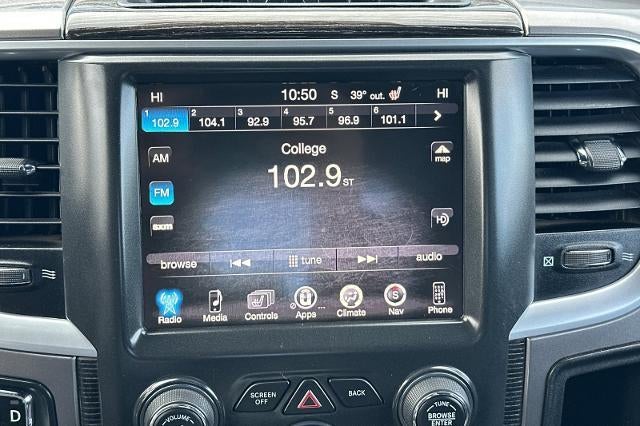 HI 10:50 S 39° out. HI
1 102.9 2 104.1 3 92.9 4 95.7 5 96.9 6 101.1
College
102.9 ST
AM
map
FM
sxm
HD
browse tune audio
Radio Media Controls Apps Climate Nav Phone
S
SCREEN OFF
BACK
VOLUME
TUNE
BROWSE
ENTER
D